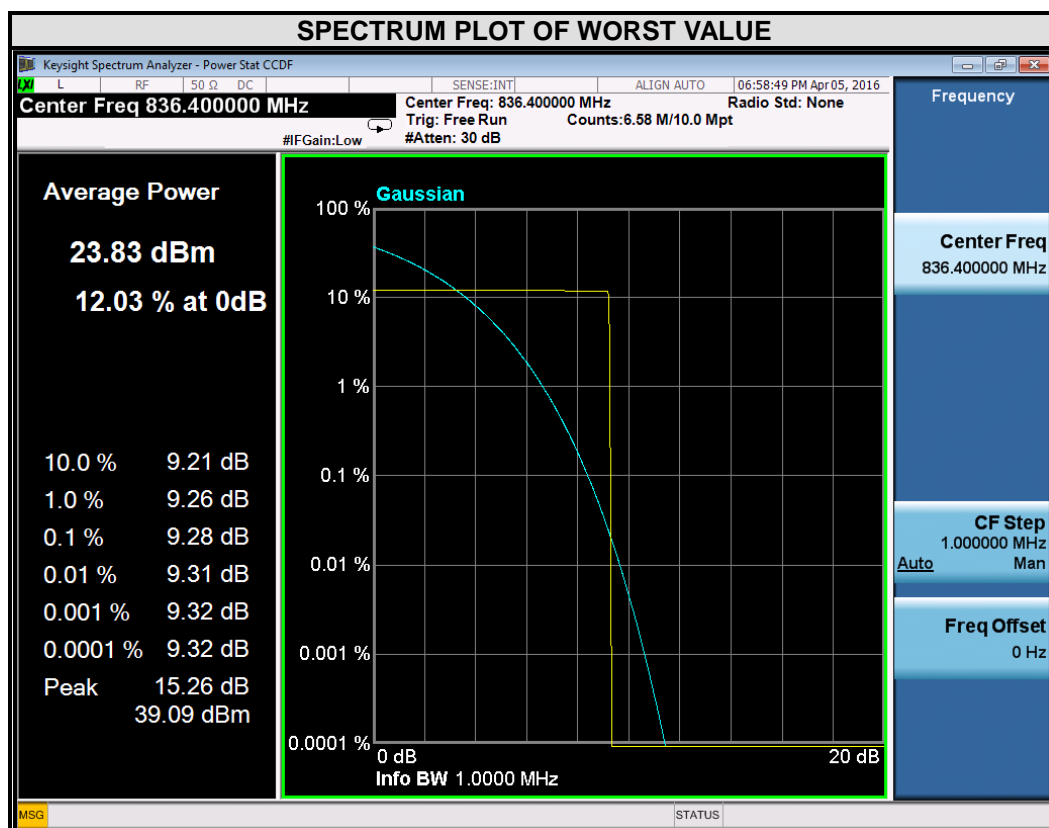 SPECTRUM PLOT OF WORST VALUE
Keysight Spectrum Analyzer - Power Stat CCDF
LXI L RF 50 Ω DC SENSE:INT ALIGN AUTO 06:58:49 PM Apr 05, 2016
Center Freq 836.400000 MHz
#IFGain:Low
Center Freq: 836.400000 MHz Radio Std: None
Trig: Free Run Counts:6.58 M/10.0 Mpt
#Atten: 30 dB
Average Power
23.83 dBm
12.03 % at 0dB
10.0 % 9.21 dB
1.0 % 9.26 dB
0.1 % 9.28 dB
0.01 % 9.31 dB
0.001 % 9.32 dB
0.0001 % 9.32 dB
Peak 15.26 dB
39.09 dBm
Gaussian
100 %
10 %
1 %
0.1 %
0.01 %
0.001 %
0.0001 %
0 dB 20 dB
Info BW 1.0000 MHz
Frequency
Center Freq
836.400000 MHz
CF Step
1.000000 MHz
Auto Man
Freq Offset
0 Hz
MSG STATUS